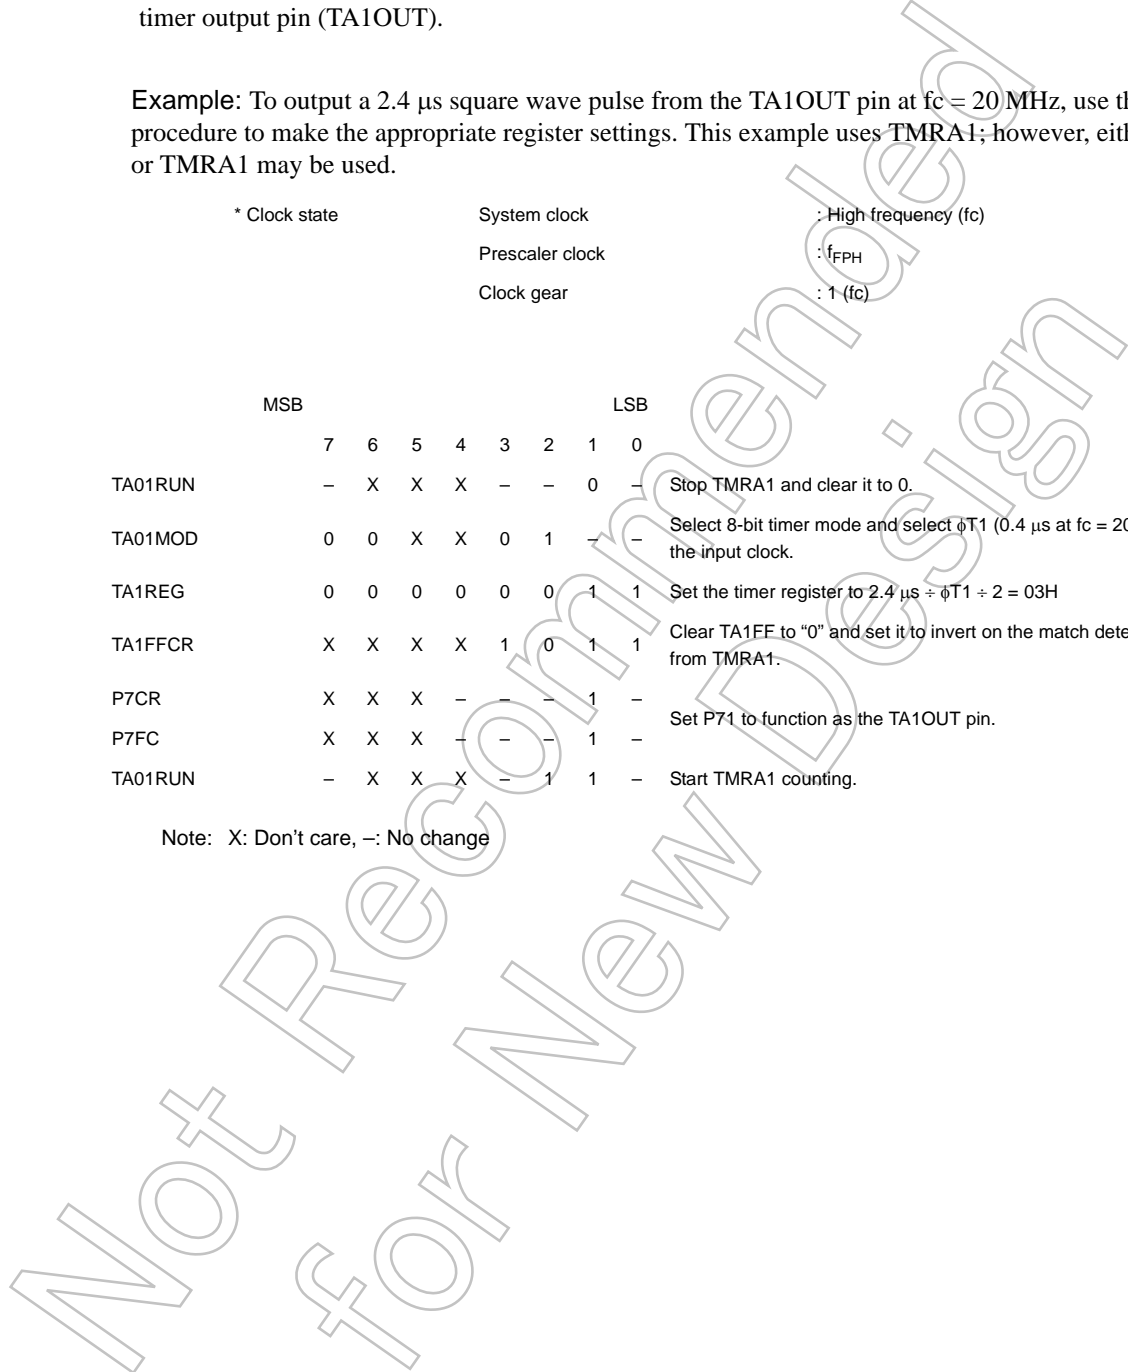 timer output pin (TA1OUT).
Example: To output a 2.4 μs square wave pulse from the TA1OUT pin at fc = 20 MHz, use th
procedure to make the appropriate register settings. This example uses TMRA1; however, eith
or TMRA1 may be used.
* Clock state System clock : High frequency (fc)
Prescaler clock : fFPH
Clock gear : 1 (fc)
MSB LSB
7 6 5 4 3 2 1 0
TA01RUN – X X X – – 0 – Stop TMRA1 and clear it to 0.
TA01MOD 0 0 X X 0 1 – – Select 8-bit timer mode and select φT1 (0.4 μs at fc = 20
the input clock.
TA1REG 0 0 0 0 0 0 1 1 Set the timer register to 2.4 μs ÷ φT1 ÷ 2 = 03H
TA1FFCR X X X X 1 0 1 1 Clear TA1FF to “0” and set it to invert on the match dete
from TMRA1.
P7CR X X X – – – 1 –
Set P71 to function as the TA1OUT pin.
P7FC X X X – – – 1 –
TA01RUN – X X X – 1 1 – Start TMRA1 counting.
Note: X: Don’t care, –: No change
Not Recommended
for New Design